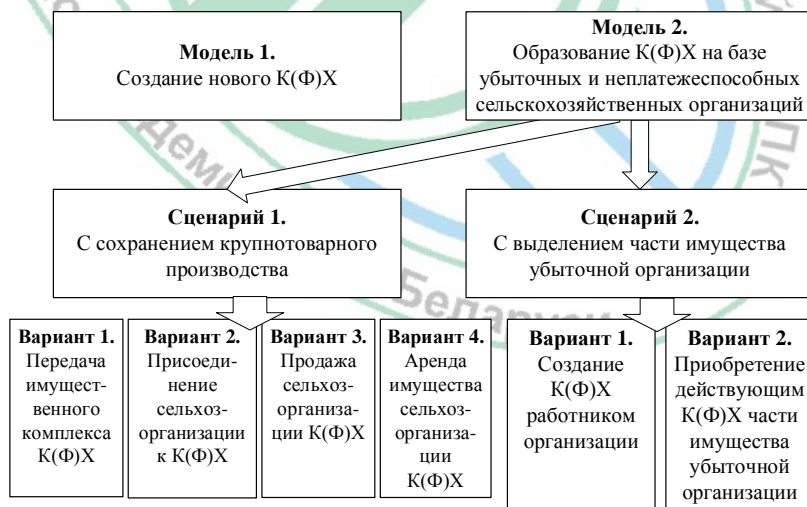 Модель 1.
Создание нового К(Ф)Х
Модель 2.
Образование К(Ф)Х на базе
убыточных и неплатежеспособных
сельскохозяйственных организаций
Сценарий 1.
С сохранением крупнотоварного
производства
Сценарий 2.
С выделением части имущества
убыточной организации
Вариант 1.
Передача
имущест-
венного
комплекса
К(Ф)Х
Вариант 2.
Присоеди-
нение
сельхоз-
организации
к К(Ф)Х
Вариант 3.
Продажа
сельхоз-
организа-
ции К(Ф)Х
Вариант 4.
Аренда
имущества
сельхоз-
организа-
ции
К(Ф)Х
Вариант 1.
Создание
К(Ф)Х
работником
организации
Вариант 2.
Приобретение
действующим
К(Ф)Х части
имущества
убыточной
организации
Беларуси
ПК